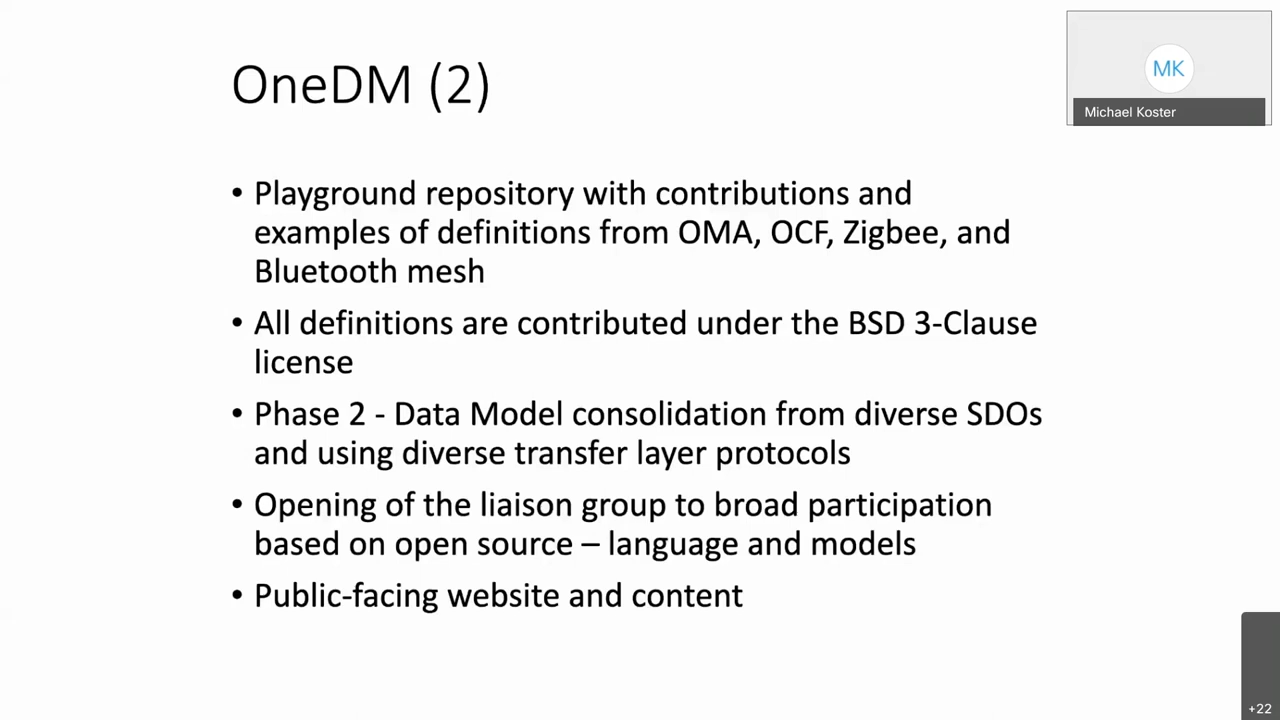 OneDM (2)
MK
Michael Koster
• Playground repository with contributions and
examples of definitions from OMA, OCF, Zigbee, and
Bluetooth mesh
• All definitions are contributed under the BSD 3-Clause
license
• Phase 2 - Data Model consolidation from diverse SDOs
and using diverse transfer layer protocols
• Opening of the liaison group to broad participation
based on open source – language and models
• Public-facing website and content
+22